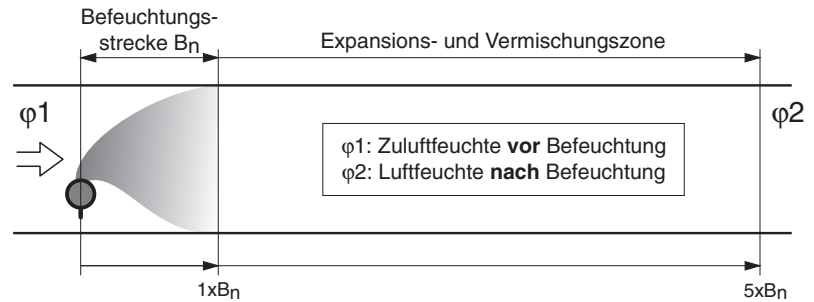 Befeuchtungs-
strecke Bn
Expansions- und Vermischungszone
φ1
φ2
φ1: Zuluftfeuchte vor Befeuchtung
φ2: Luftfeuchte nach Befeuchtung
1xBn
5xBn